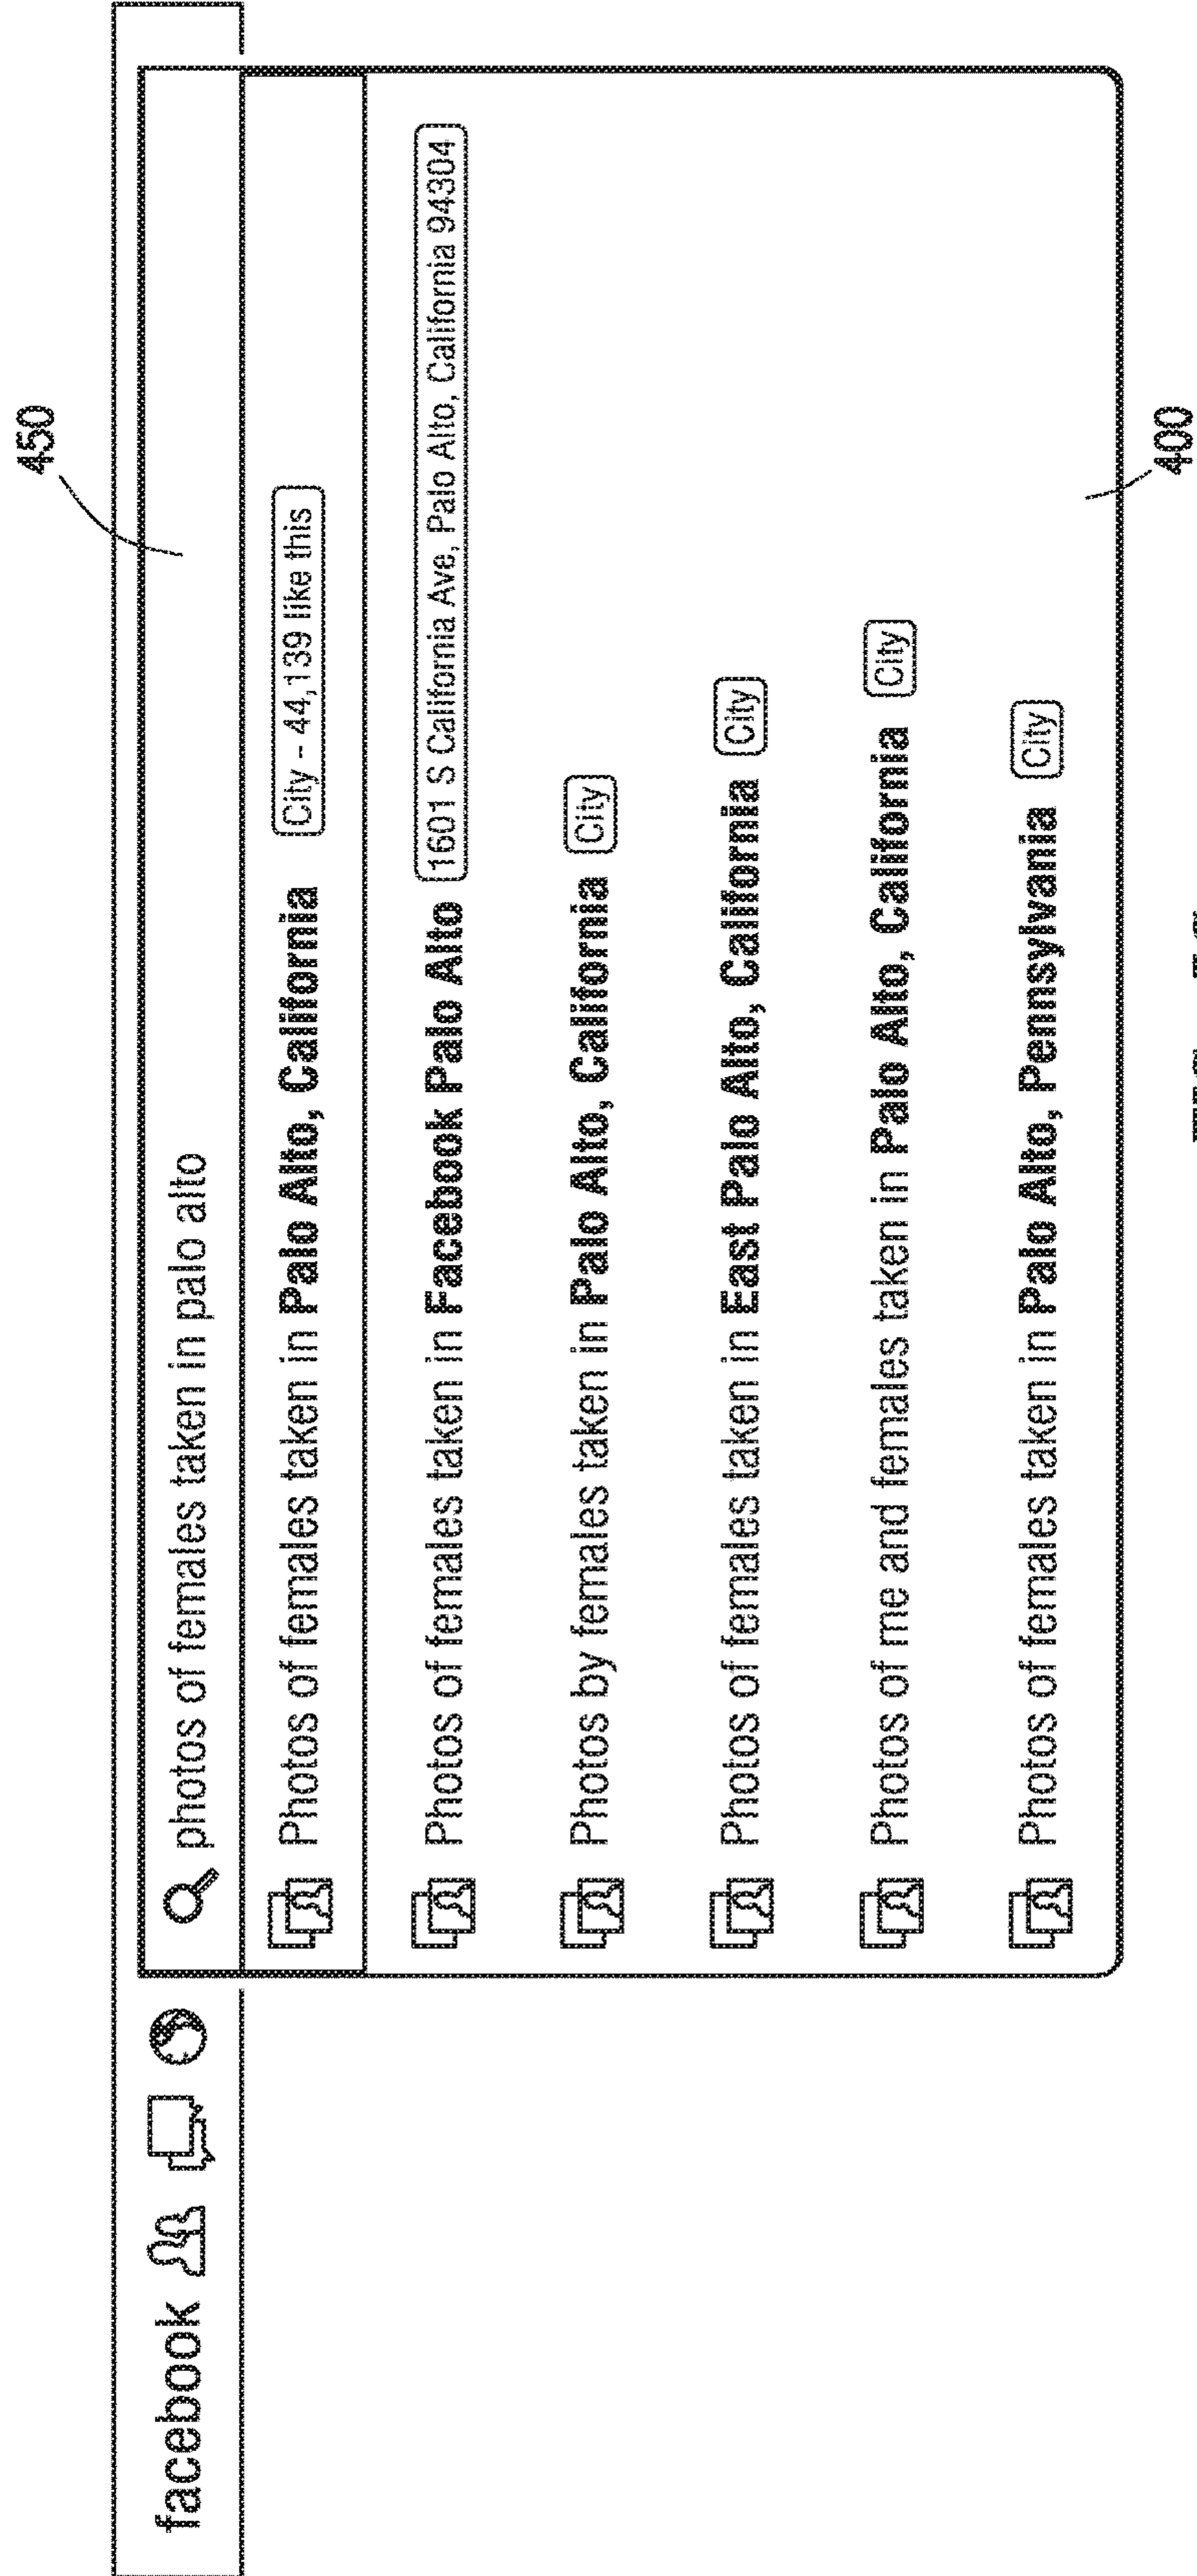 450
facebook photos of females taken in palo alto
Photos of females taken in Palo Alto, California City - 44,139 like this
Photos of females taken in Facebook Palo Alto 1601 S California Ave, Palo Alto, California 94304
Photos by females taken in Palo Alto, California City
Photos of females taken in East Palo Alto, California City
Photos of me and females taken in Palo Alto, California City
Photos of females taken in Palo Alto, Pennsylvania City
400